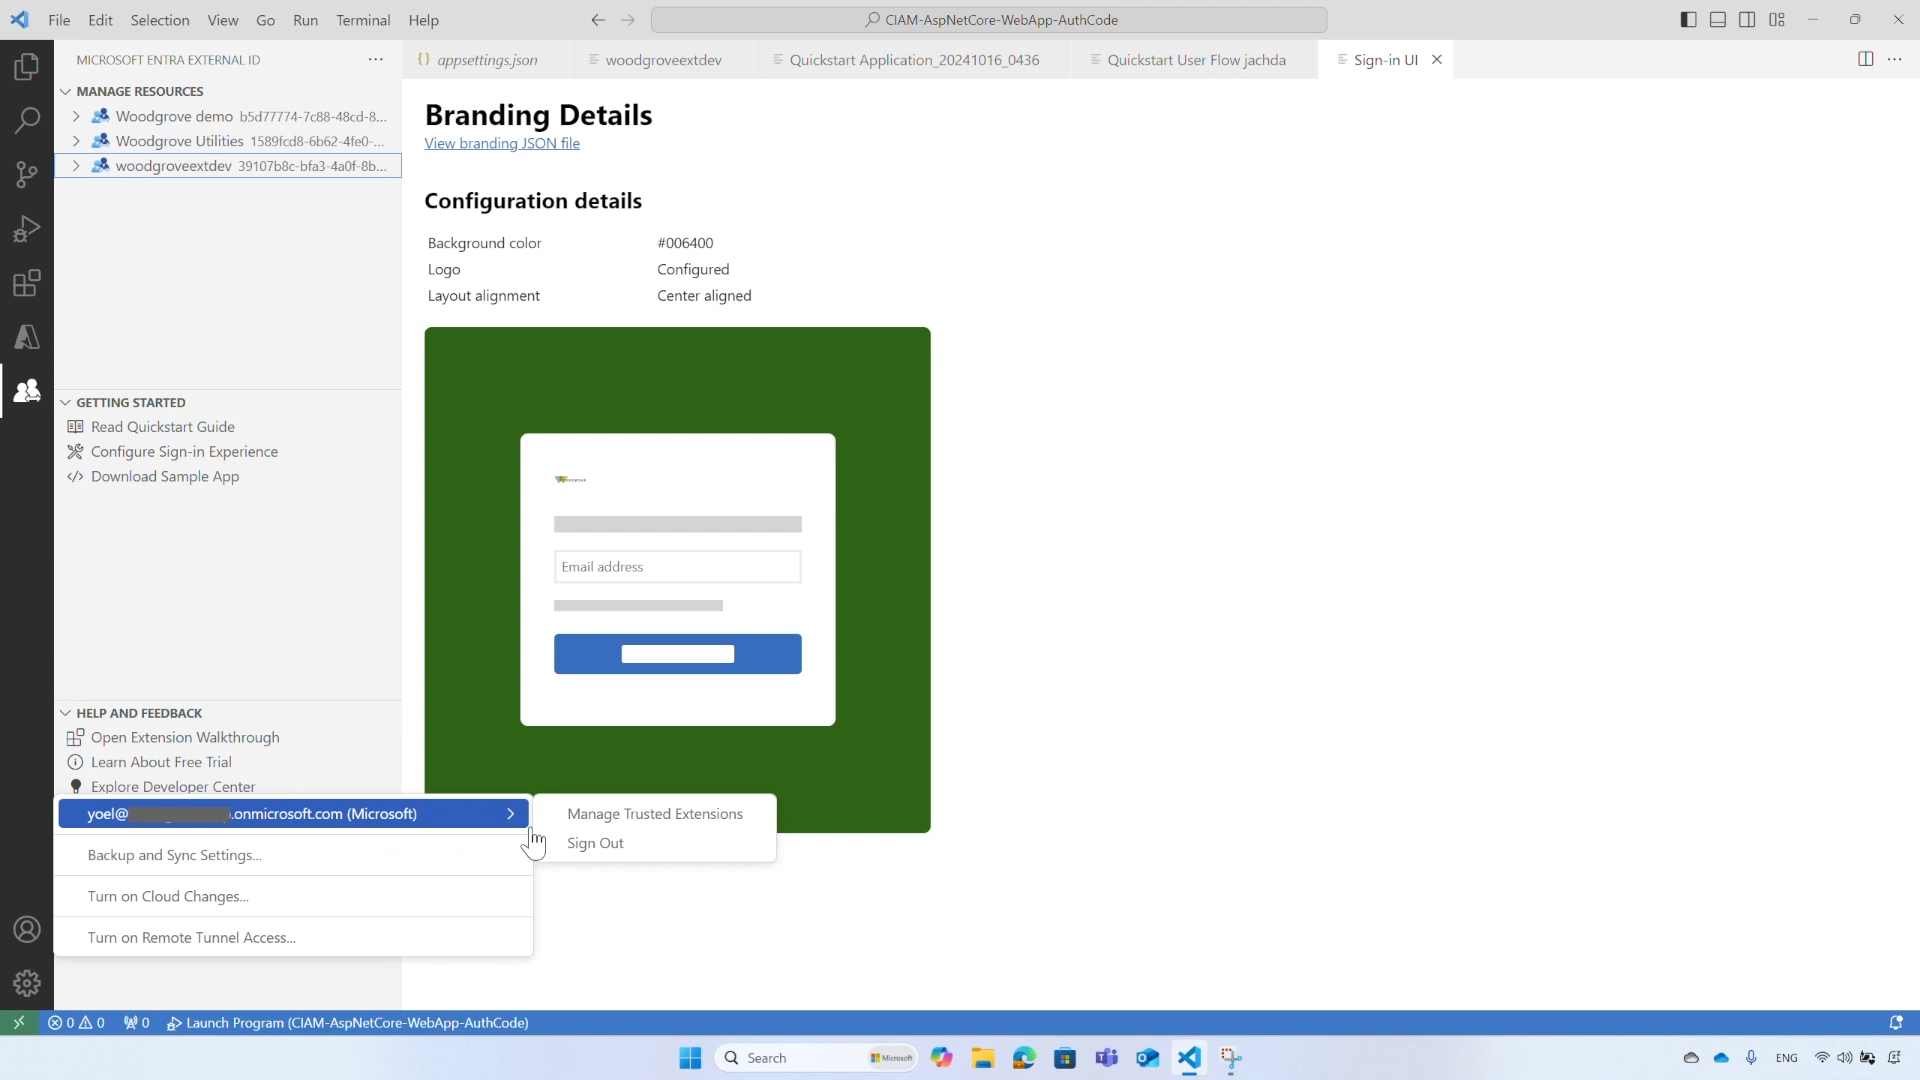 File Edit Selection View Go Run Terminal Help
CIAM-AspNetCore-WebApp-AuthCode
MICROSOFT ENTRA EXTERNAL ID
appsettings.json
woodgroveextdev
Quickstart Application_20241016_0436
Quickstart User Flow jachda
Sign-in UI
MANAGE RESOURCES
Woodgrove demo b5d77774-7c88-48cd-8...
Woodgrove Utilities 1589fcd8-6b62-4fe0-...
woodgroveextdev 39107b8c-bfa3-4a0f-8b...
Branding Details
View branding JSON file
Configuration details
Background color #006400
Logo Configured
Layout alignment Center aligned
WOODGROVE
Email address
GETTING STARTED
Read Quickstart Guide
Configure Sign-in Experience
Download Sample App
HELP AND FEEDBACK
Open Extension Walkthrough
Learn About Free Trial
Explore Developer Center
yoel@ .onmicrosoft.com (Microsoft)
Manage Trusted Extensions
Sign Out
Backup and Sync Settings...
Turn on Cloud Changes...
Turn on Remote Tunnel Access...
0 0 0 Launch Program (CIAM-AspNetCore-WebApp-AuthCode)
Search Microsoft
ENG